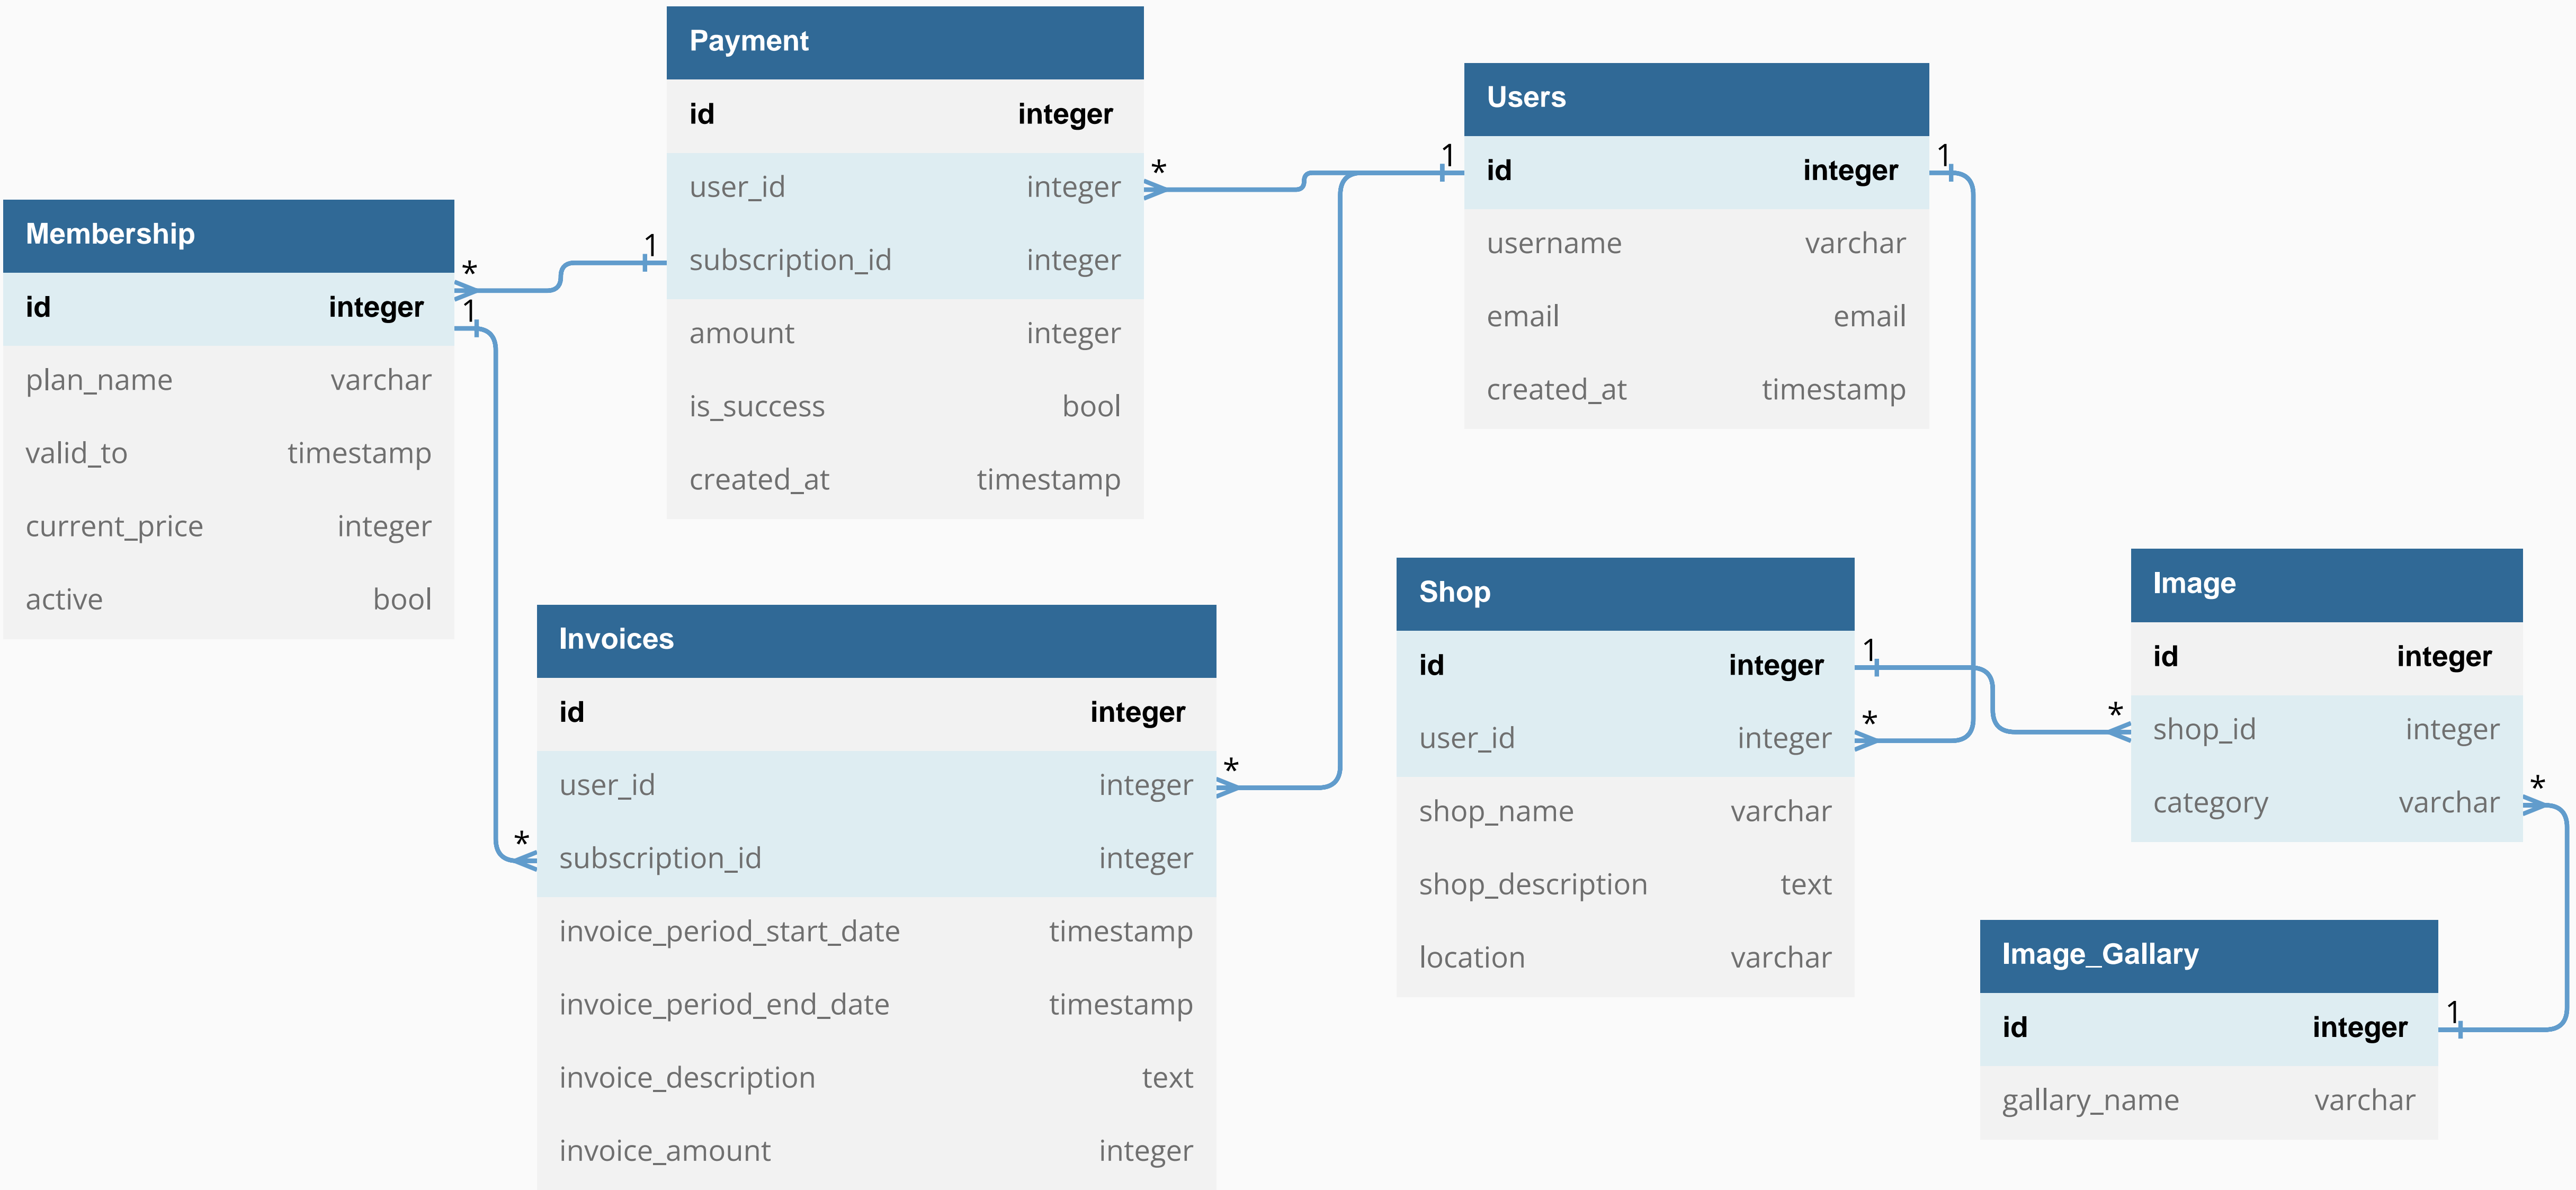 Payment
id integer
user_id integer
subscription_id integer
amount integer
is_success bool
created_at timestamp
Users
id integer
username varchar
email email
created_at timestamp
Membership
id integer
plan_name varchar
valid_to timestamp
current_price integer
active bool
Invoices
id integer
user_id integer
subscription_id integer
invoice_period_start_date timestamp
invoice_period_end_date timestamp
invoice_description text
invoice_amount integer
Shop
id integer
user_id integer
shop_name varchar
shop_description text
location varchar
Image
id integer
shop_id integer
category varchar
Image_Gallary
id integer
gallary_name varchar
*
1
1
*
1
*
1
*
*
1
*
1
*
1